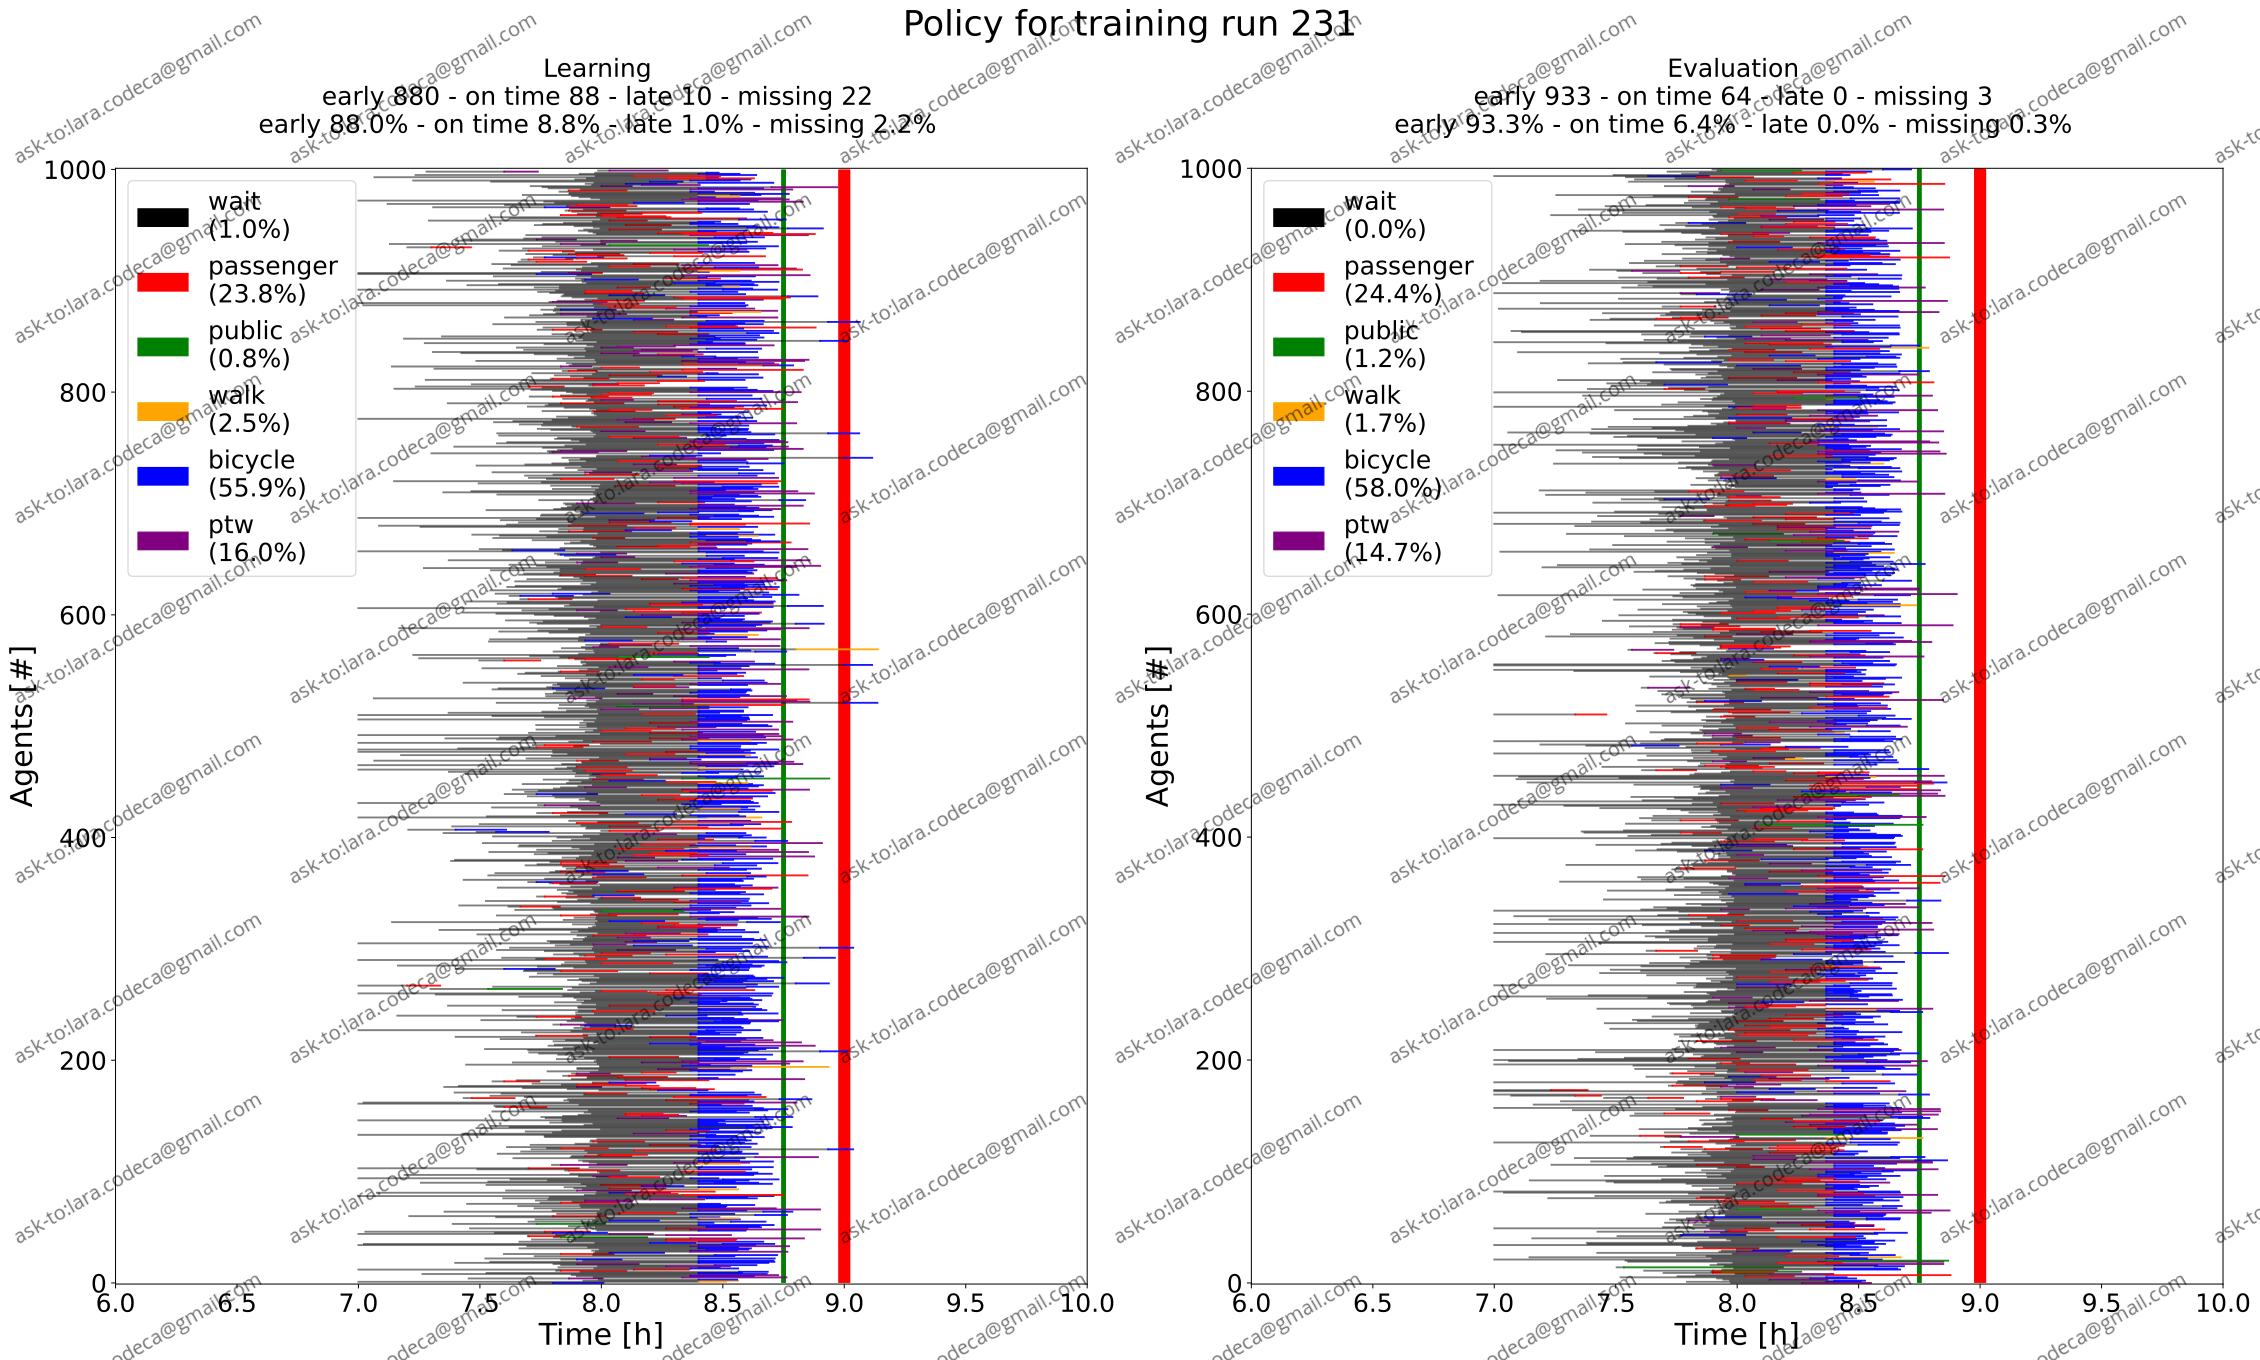 Policy for training run 231
Learning
early 880 - on time 88 - late 10 - missing 22
early 88.0% - on time 8.8% - late 1.0% - missing 2.2%
Agents [#]
1000
800
600
400
200
0
wait
(1.0%)
passenger
(23.8%)
public
(0.8%)
walk
(2.5%)
bicycle
(55.9%)
ptw
(16.0%)
6.0 6.5 7.0 7.5 8.0 8.5 9.0 9.5 10.0
Time [h]
Evaluation
early 933 - on time 64 - late 0 - missing 3
early 93.3% - on time 6.4% - late 0.0% - missing 0.3%
Agents [#]
1000
800
600
400
200
0
wait
(0.0%)
passenger
(24.4%)
public
(1.2%)
walk
(1.7%)
bicycle
(58.0%)
ptw
(14.7%)
6.0 6.5 7.0 7.5 8.0 8.5 9.0 9.5 10.0
Time [h]
ask-to:lara.codeca@gmail.com